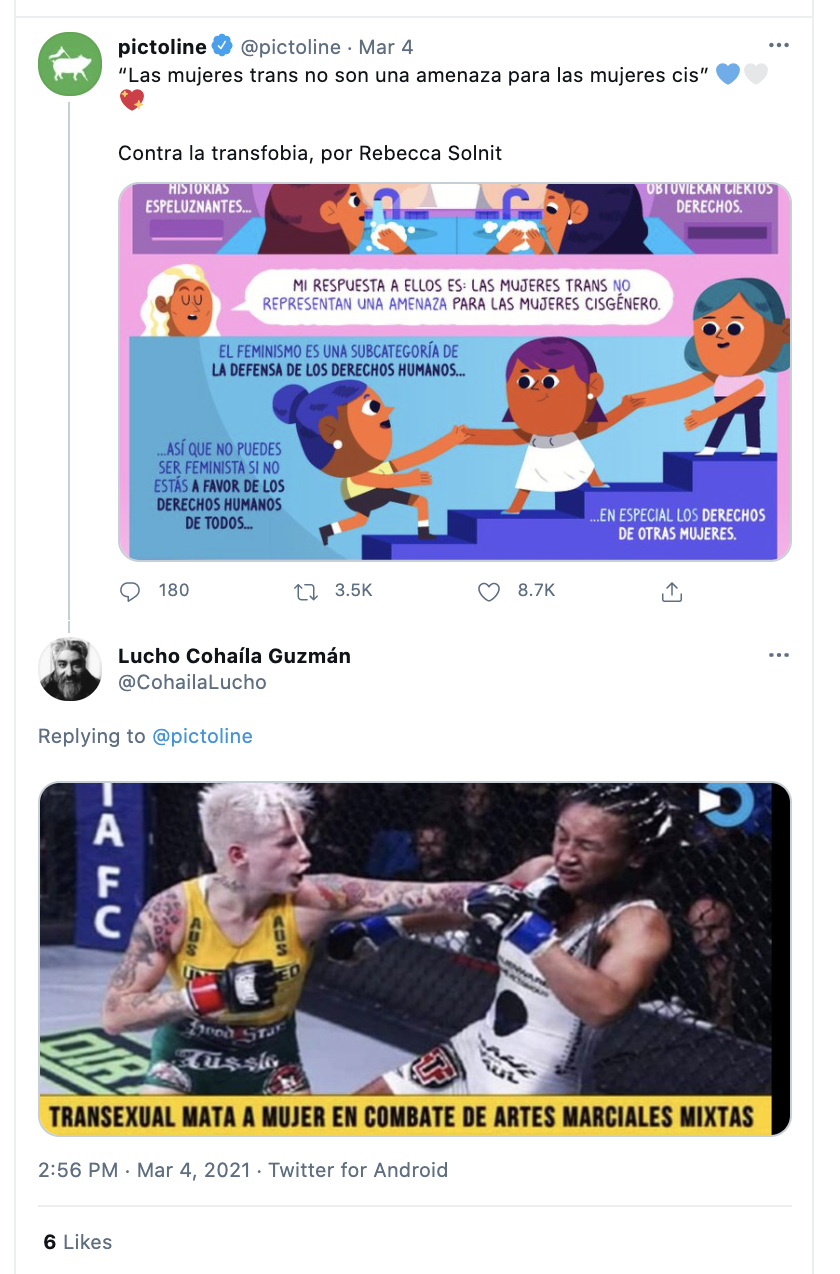 pictoline @pictoline · Mar 4
“Las mujeres trans no son una amenaza para las mujeres cis”
Contra la transfobia, por Rebecca Solnit
HISTORIAS
ESPELUZNANTES...
OBTUVIERAN CIERTOS
DERECHOS.
MI RESPUESTA A ELLOS ES: LAS MUJERES TRANS NO
REPRESENTAN UNA AMENAZA PARA LAS MUJERES CISGÉNERO.
EL FEMINISMO ES UNA SUBCATEGORÍA DE
LA DEFENSA DE LOS DERECHOS HUMANOS...
...ASÍ QUE NO PUEDES
SER FEMINISTA SI NO
ESTÁS A FAVOR DE LOS
DERECHOS HUMANOS
DE TODOS...
...EN ESPECIAL LOS DERECHOS
DE OTRAS MUJERES.
180 3.5K 8.7K
Lucho Cohaíla Guzmán
@CohailaLucho
Replying to @pictoline
A
FC
AUS AUS
TRANSEXUAL MATA A MUJER EN COMBATE DE ARTES MARCIALES MIXTAS
2:56 PM · Mar 4, 2021 · Twitter for Android
6 Likes